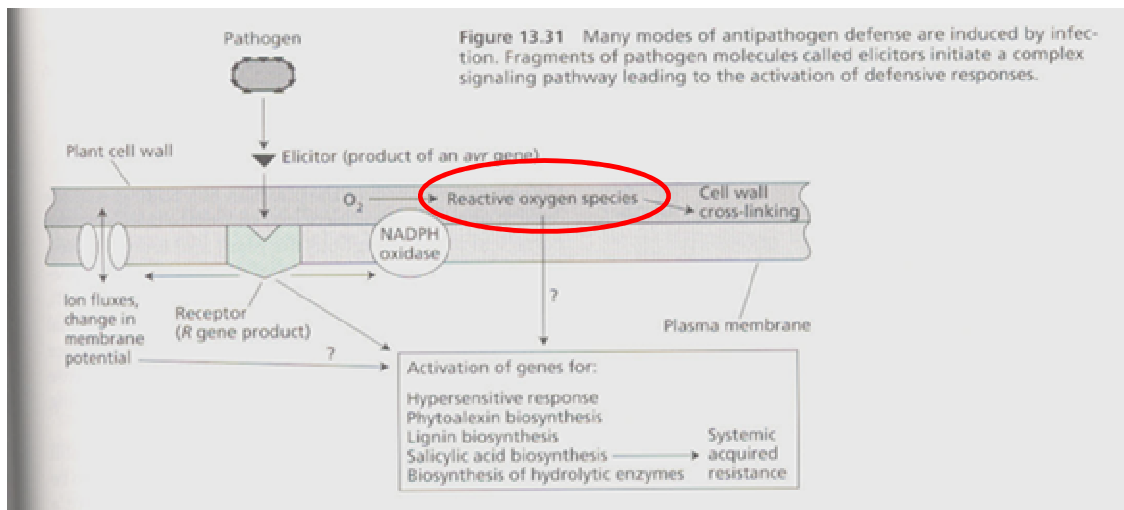 Pathogen
Figure 13.31 Many modes of antipathogen defense are induced by infec-
tion. Fragments of pathogen molecules called elicitors initiate a complex
signaling pathway leading to the activation of defensive responses.
Plant cell wall
Elicitor (product of an avr gene)
O2
Reactive oxygen species
Cell wall
cross-linking
NADPH
oxidase
Ion fluxes,
change in
membrane
potential
Receptor
(R gene product)
?
Plasma membrane
?
Activation of genes for:
Hypersensitive response
Phytoalexin biosynthesis
Lignin biosynthesis
Salicylic acid biosynthesis
Biosynthesis of hydrolytic enzymes
Systemic
acquired
resistance